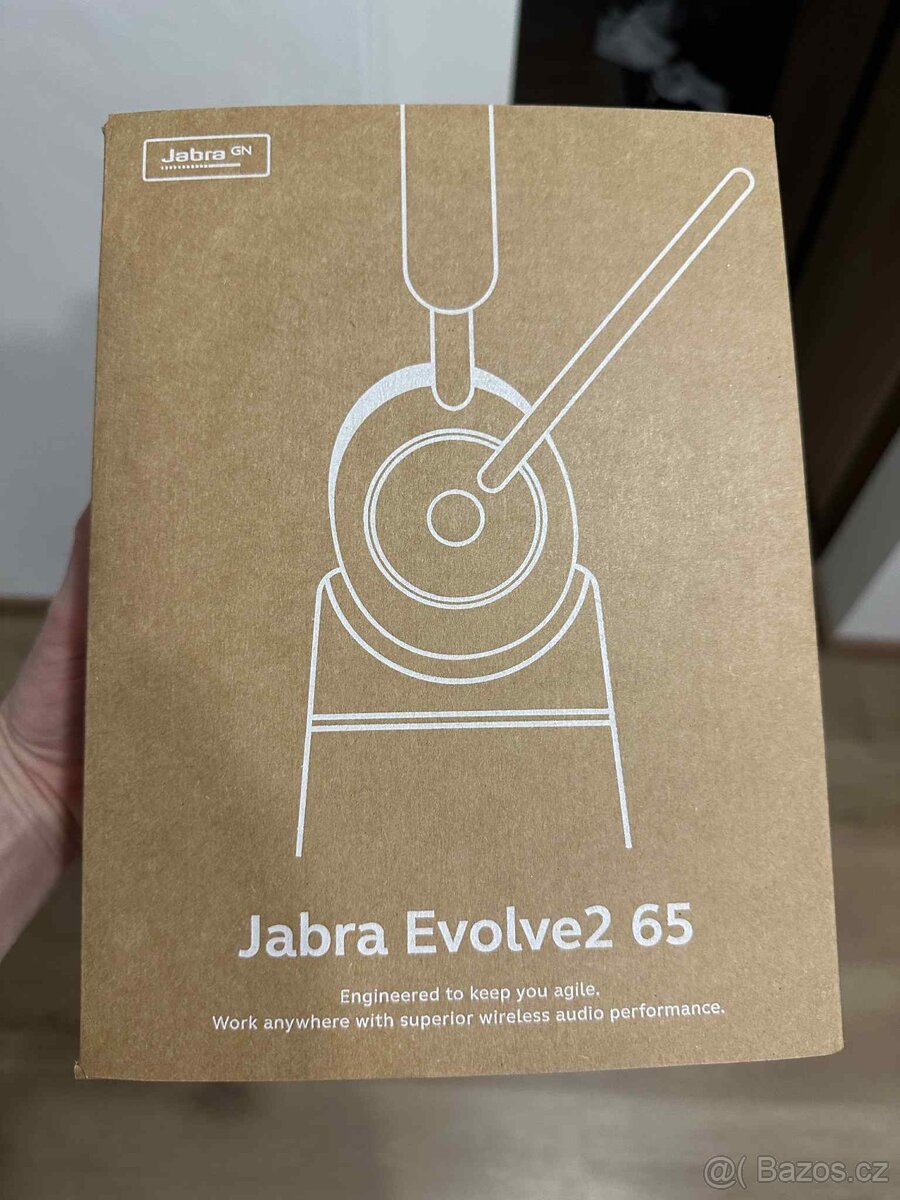 Jabra GN
Jabra Evolve2 65
Engineered to keep you agile.
Work anywhere with superior wireless audio performance.
@( Bazos.cz